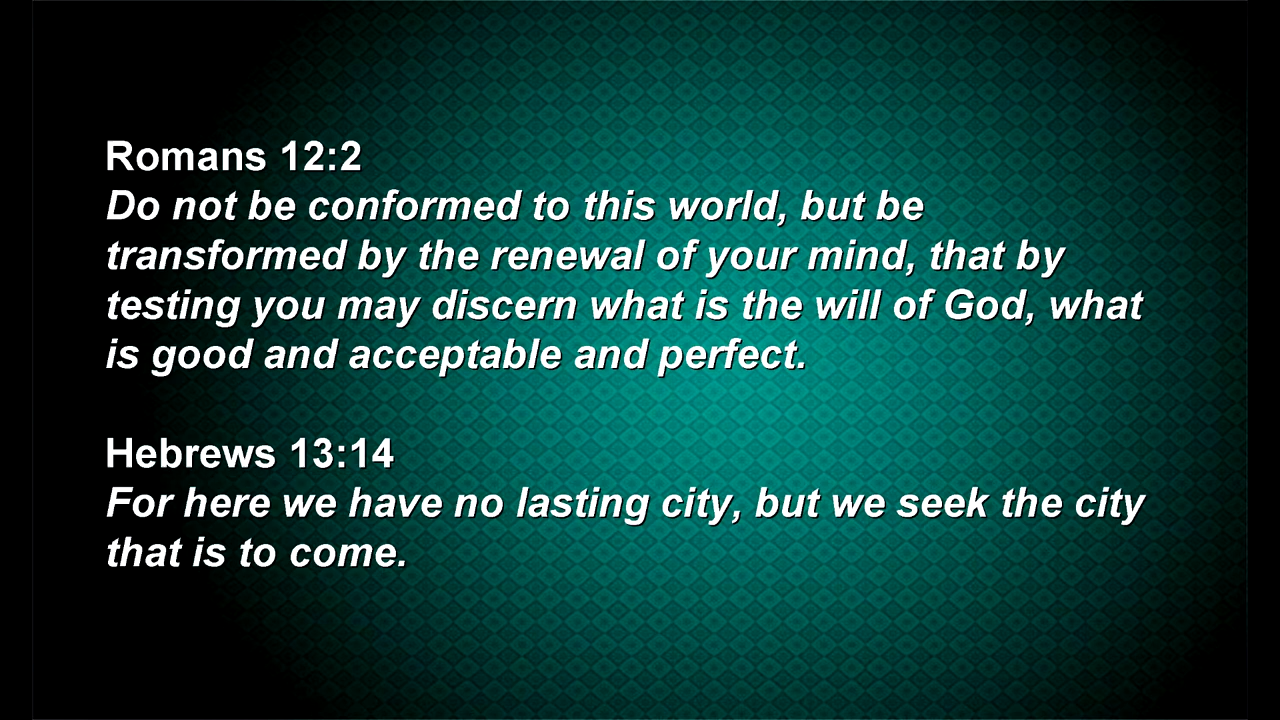 Romans 12:2
Do not be conformed to this world, but be
transformed by the renewal of your mind, that by
testing you may discern what is the will of God, what
is good and acceptable and perfect.
Hebrews 13:14
For here we have no lasting city, but we seek the city
that is to come.